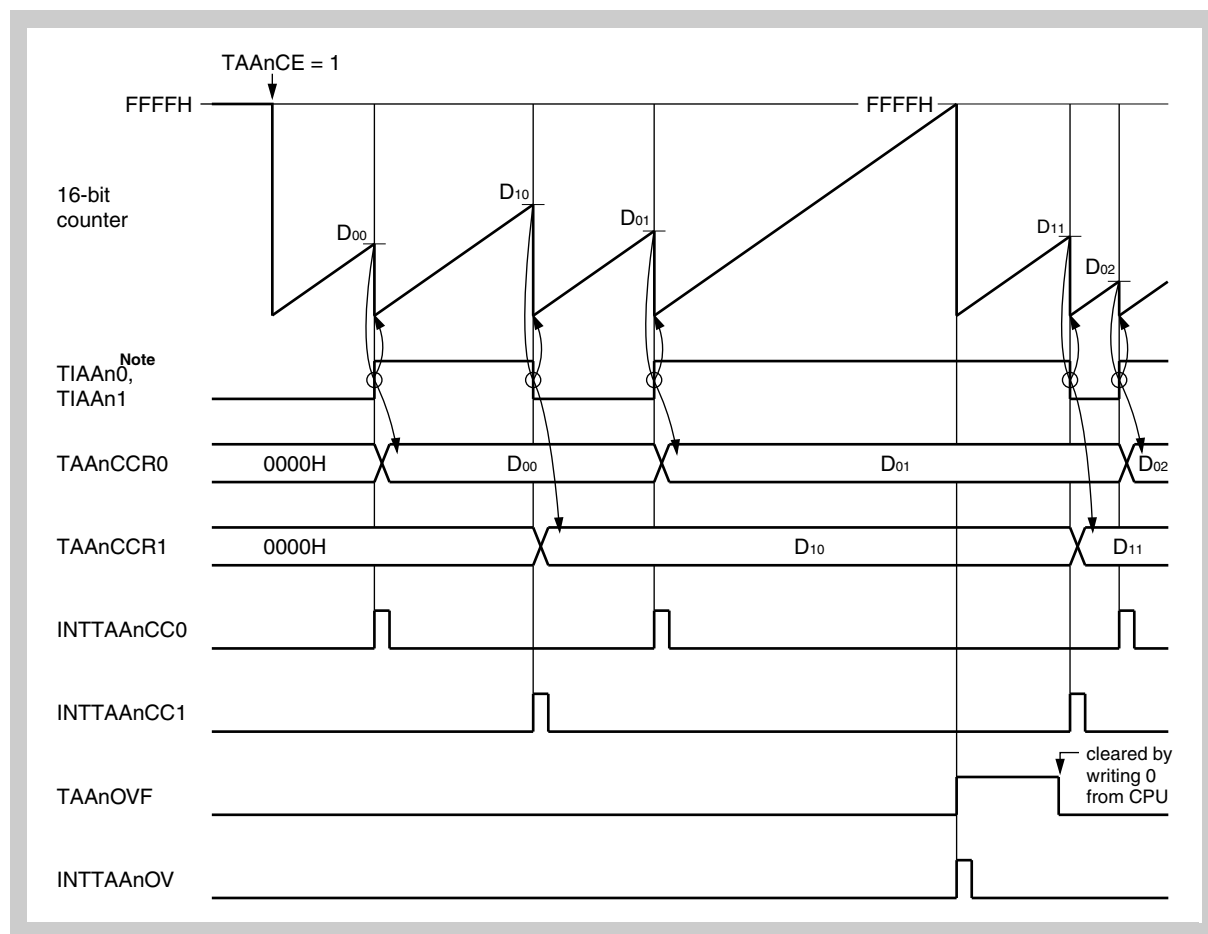 TAAnCE = 1
FFFFH
FFFFH
16-bit
counter
D00
D10
D01
D11
D02
Note
TIAAn0,
TIAAn1
TAAnCCR0
0000H
D00
D01
D02
TAAnCCR1
0000H
D10
D11
INTTAAnCC0
INTTAAnCC1
cleared by
writing 0
from CPU
TAAnOVF
INTTAAnOV